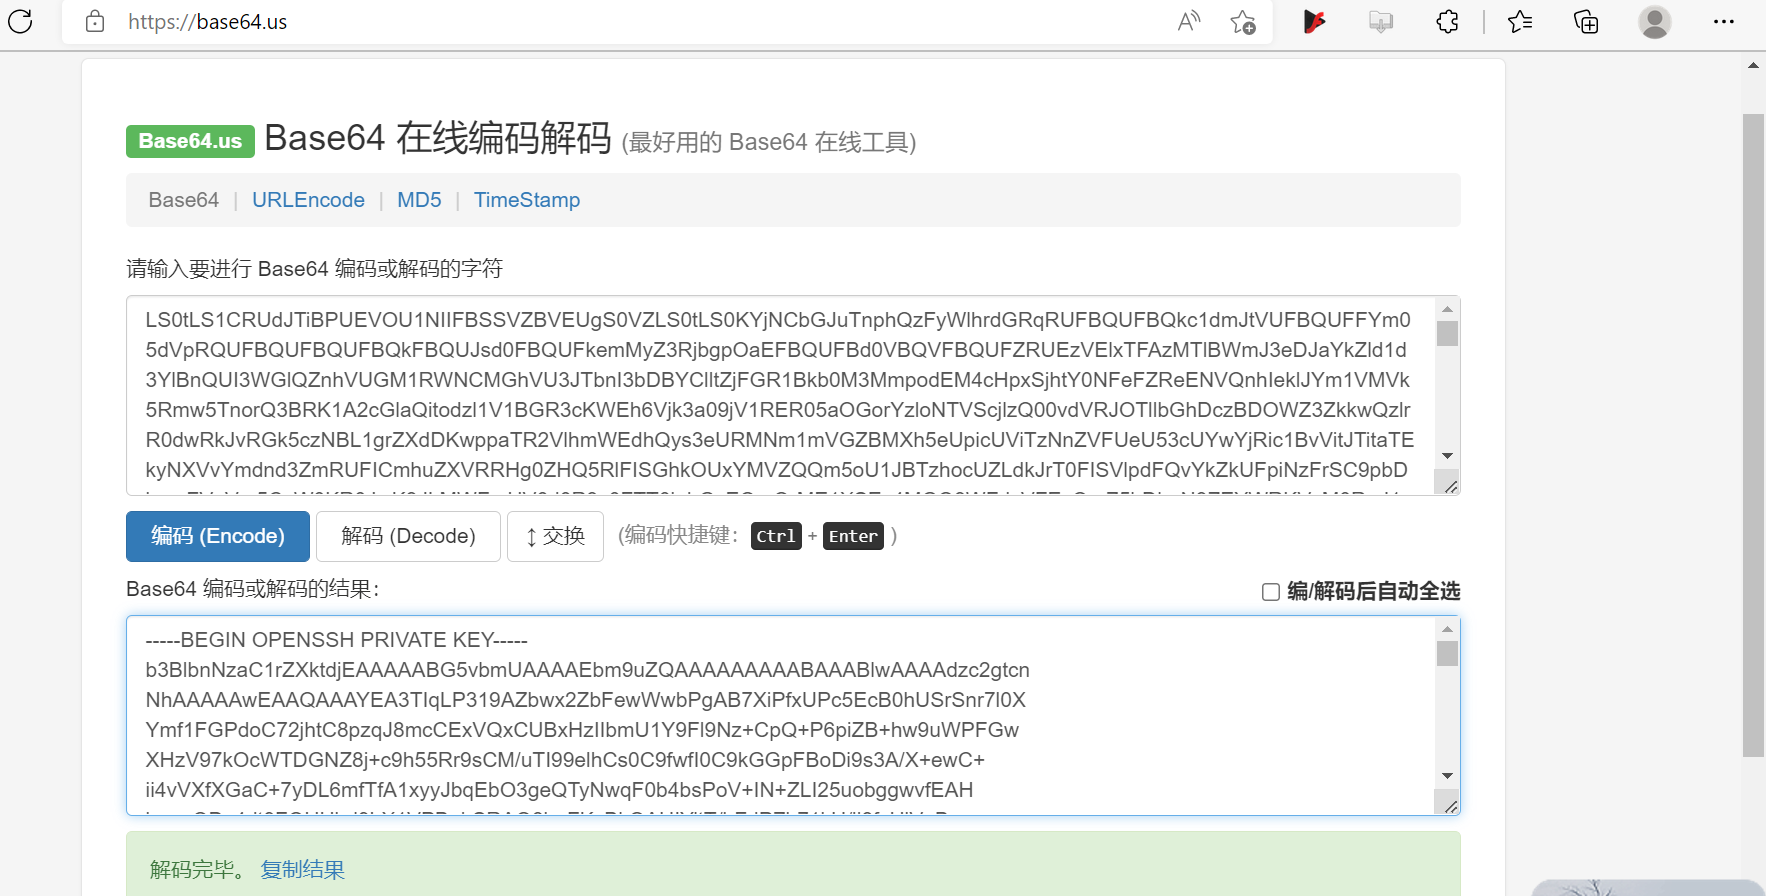 https://base64.us
Base64.us Base64 在线编码解码 (最好用的 Base64 在线工具)
Base64 | URLEncode | MD5 | TimeStamp
请输入要进行 Base64 编码或解码的字符
LS0tLS1CRUdJTiBPUEVOU1NIIFBSSVZBVEUgS0VZLS0tLS0KYjNCbGJuTnphQzFyWlhrdGRqRUFBQUFBQkc1dmJtVUFBQUFFYm0
5dVpRQUFBQUFBQUFBQkFBQUJsd0FBQUFkemMyZ3RjbgpOaEFBQUFBd0VBQVFBQUFZRUEzVElxTFAzMTlBWmJ3eDJaYkZld1d
3YlBnQUI3WGlQZnhVUGM1RWNCMGhVU3JTbnI3bDBYClltZjFGR1Bkb0M3MmpodEM4cHpxSjhtY0NFeFZReENVQnhIeklJYm1VMVk
5Rmw5TnorQ3BRK1A2cGlaQitodzl1V1BGR3cKWEh6Vjk3a09jV1RER05aOGorYzloNTVScjlzQ00vdVRJOTllbGhDczBDOWZ3ZkkwQzlr
R0dwRkJvRGk5czNBL1grZXdDKwppaTR2VlhmWEdhQys3eURMNm1mVGZBMXh5eUpicUViTzNnZVFUeU53cUYwYjRic1BvVitJTitaTE
kyNXVvYmdnd3ZmRUFICmhuZXVRRHg0ZHQ5RlFISGhkOUxYMVZQQm5oU1JBTzhocUZLdkJrT0FISVlpdFQvYkZkUFpiNzFrSC9pbD
编码 (Encode) 解码 (Decode) ↕ 交换 (编码快捷键： Ctrl + Enter )
Base64 编码或解码的结果： 编/解码后自动全选
-----BEGIN OPENSSH PRIVATE KEY-----
b3BlbnNzaC1rZXktdjEAAAAABG5vbmUAAAAEbm9uZQAAAAAAAAABAAABlwAAAAdzc2gtcn
NhAAAAAwEAAQAAAYEA3TIqLP319AZbwx2ZbFewWwbPgAB7XiPfxUPc5EcB0hUSrSnr7l0X
Ymf1FGPdoC72jhtC8pzqJ8mcCExVQxCUBxHzIIbmU1Y9Fl9Nz+CpQ+P6piZB+hw9uWPFGw
XHzV97kOcWTDGNZ8j+c9h55Rr9sCM/uTI99elhCs0C9fwfI0C9kGGpFBoDi9s3A/X+ewC+
ii4vVXfXGaC+7yDL6mfTfA1xyyJbqEbO3geQTyNwqF0b4bsPoV+IN+ZLI25uobggwvfEAH
解码完毕。 复制结果